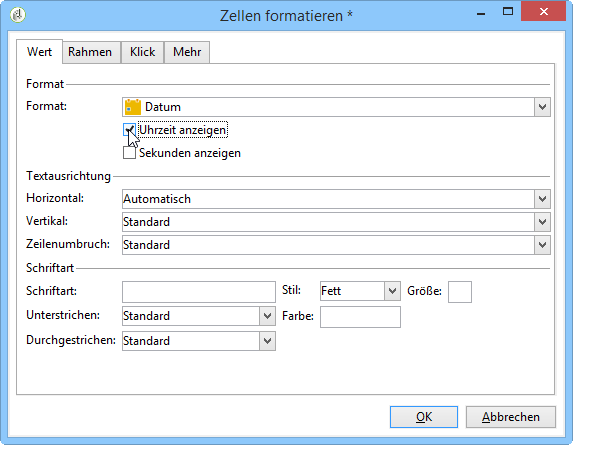 Zellen formatieren *
Wert Rahmen Klick Mehr
Format
Format: Datum
Uhrzeit anzeigen
Sekunden anzeigen
Textausrichtung
Horizontal: Automatisch
Vertikal: Standard
Zeilenumbruch: Standard
Schriftart
Schriftart: Stil: Fett Größe:
Unterstrichen: Standard Farbe:
Durchgestrichen: Standard
OK Abbrechen